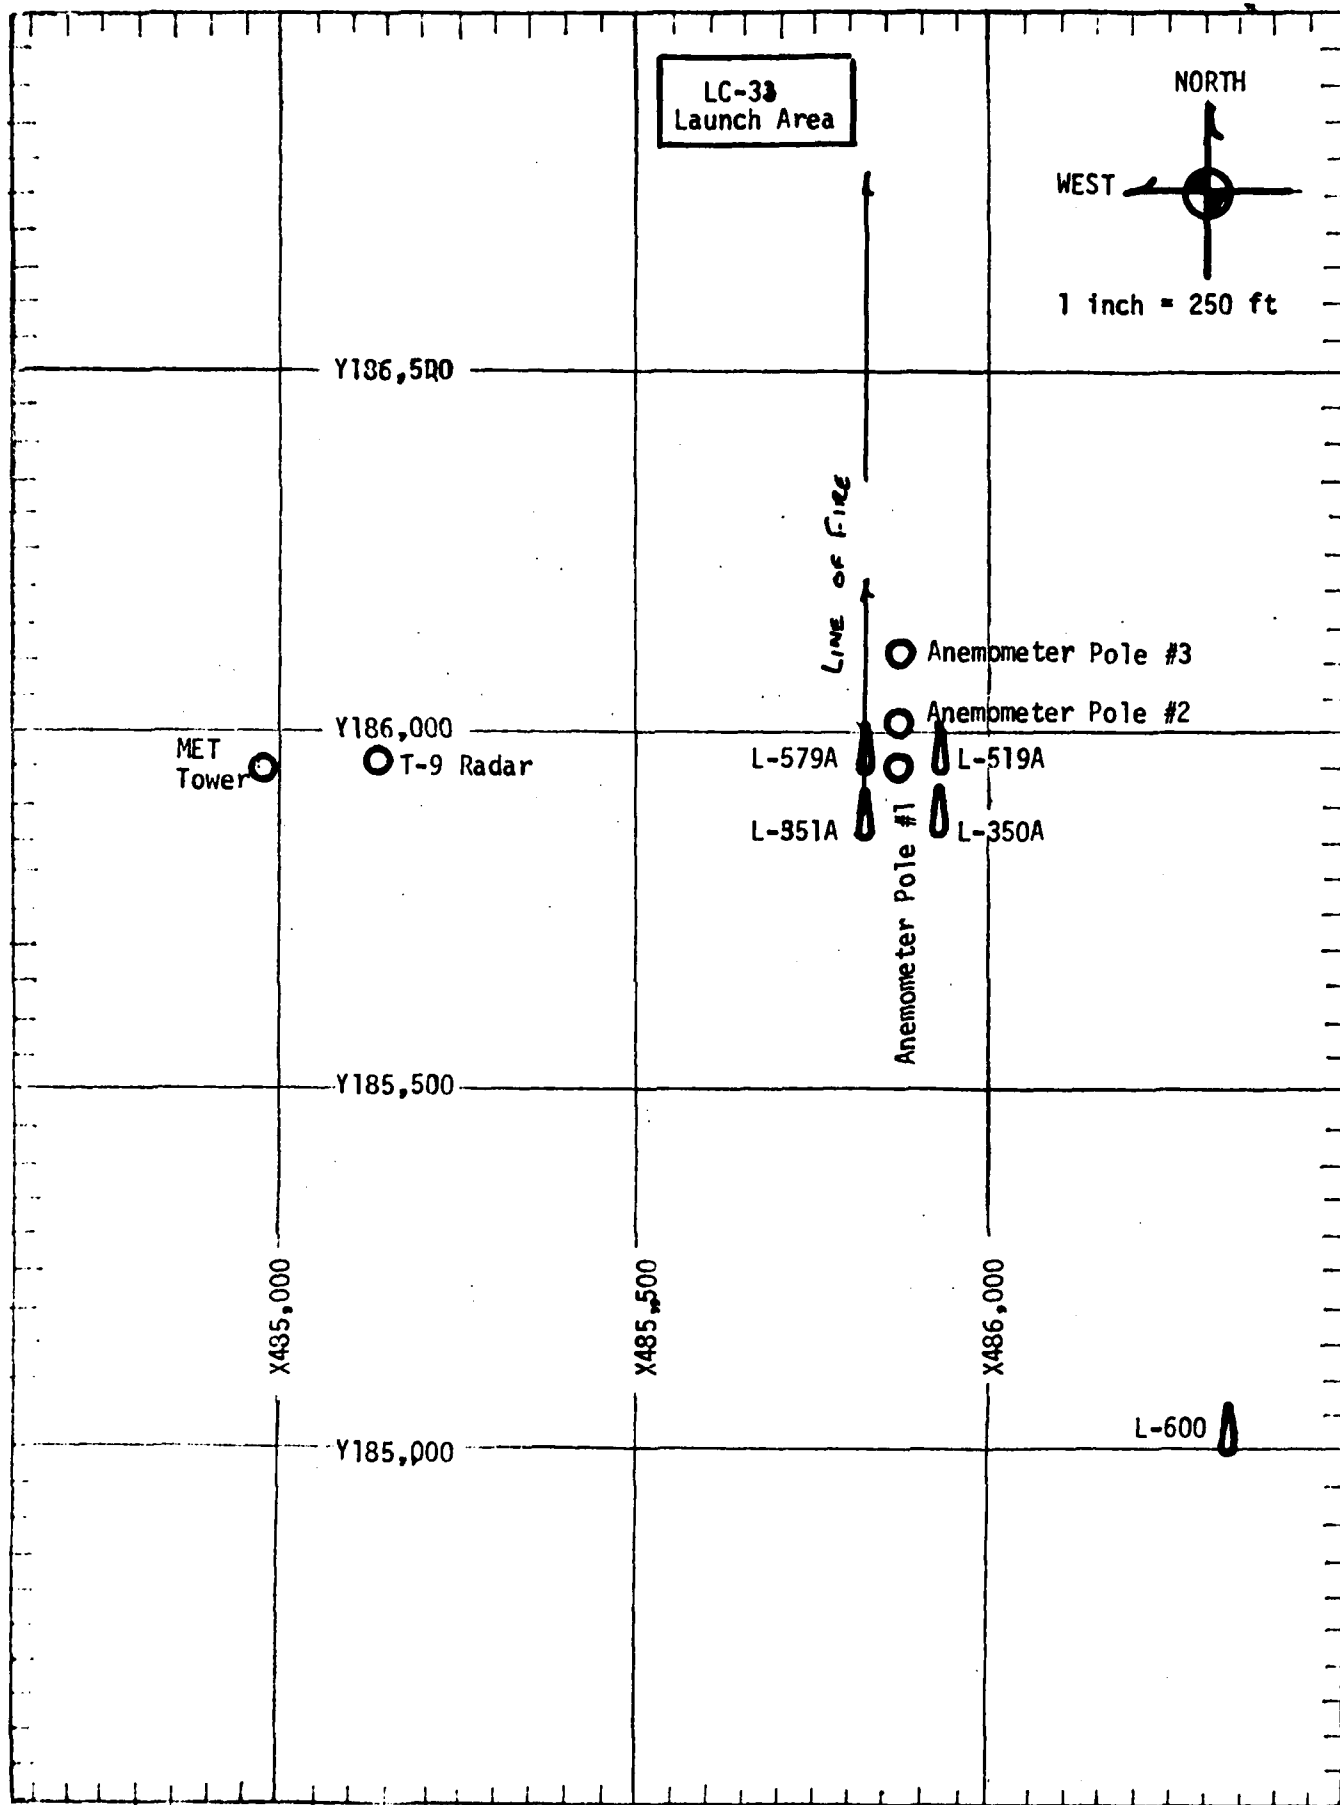 LC-33
Launch Area
NORTH
WEST
1 inch = 250 ft
Y186,500
LINE OF FIRE
Anemometer Pole #3
Anemometer Pole #2
Y186,000
MET
Tower
T-9 Radar
L-579A
L-519A
L-351A
L-350A
Anemometer Pole #1
Y185,500
X485,000
X485,500
X486,000
L-600
Y185,000